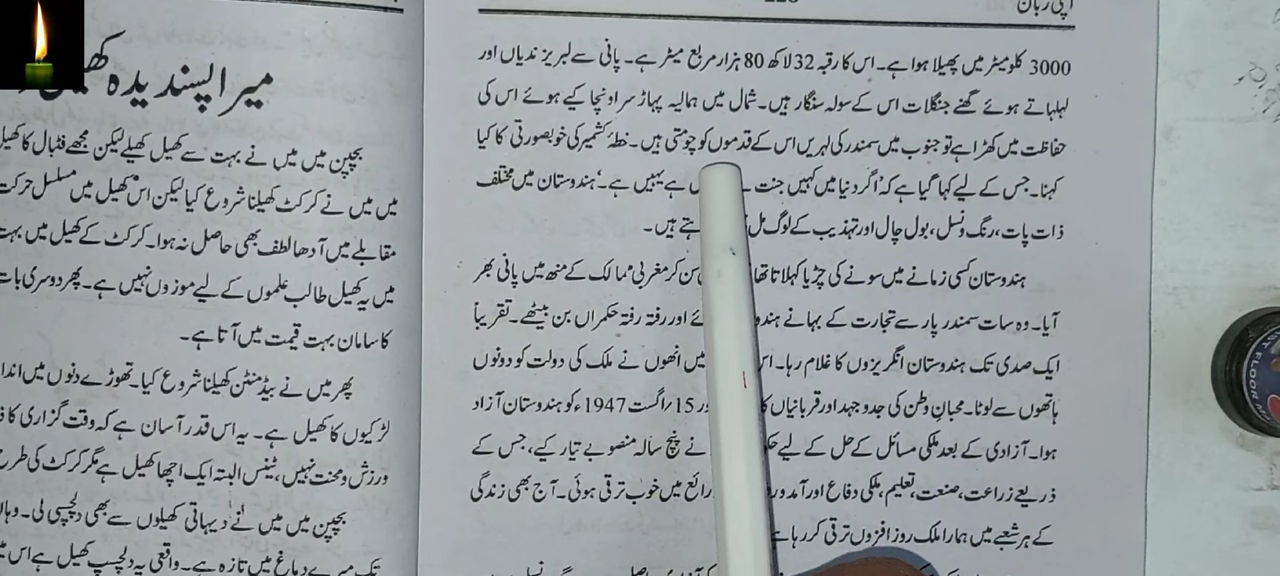 اپنی زبان
3000 کلومیٹر میں پھیلا ہوا ہے۔ اس کا رقبہ 32 لاکھ 80 ہزار مربع میٹر ہے۔ پانی سے لبریز ندیاں اور
لہلہاتے ہوئے گھنے جنگلات اس کے سولہ سنگار ہیں۔ شمال میں ہمالیہ پہاڑ سر اونچا کیے ہوئے اس کی
حفاظت میں کھڑا ہے تو جنوب میں سمندر کی لہریں اس کے قدموں کو چومتی ہیں۔ خطۂ کشمیر کی خوبصورتی کا کیا
کہنا۔ جس کے لیے کہا گیا ہے کہ 'اگر دنیا میں کہیں جنت ہے یہیں ہے۔' ہندوستان میں مختلف
ذات پات، رنگ ونسل، بول چال اور تہذیب کے لوگ مل ہیں۔
ہندوستان کسی زمانے میں سونے کی چڑیا کہلاتا تھا سن کر مغربی ممالک کے منھ میں پانی بھر
آیا۔ وہ سات سمندر پار سے تجارت کے بہانے اور رفتہ رفتہ حکمراں بن بیٹھے۔ تقریباً
ایک صدی تک ہندوستان انگریزوں کا غلام رہا۔ میں انھوں نے ملک کی دولت کو دونوں
ہاتھوں سے لوٹا۔ محبانِ وطن کی جدوجہد اور قربانیاں 15/اگست 1947ء کو ہندوستان آزاد
ہوا۔ آزادی کے بعد ملکی مسائل کے حل کے لیے نے پنچ سالہ منصوبے تیار کیے، جس کے
ذریعے زراعت، صنعت، تعلیم، ملکی دفاع اور آمد میں خوب ترقی ہوئی۔ آج بھی زندگی
کے ہر شعبے میں ہمارا ملک روز افزوں ترقی کر رہا
میرا پسندیدہ
بچپن میں میں نے بہت سے کھیل کھیلے لیکن مجھے فٹبال کا کھیل
میں میں نے کرکٹ کھیلنا شروع کیا لیکن اس کھیل میں مسلسل حرکت
مقابلے میں آدھا لطف بھی حاصل نہ ہوا۔ کرکٹ کے کھیل میں بہت
میں یہ کھیل طالب علموں کے لیے موزوں نہیں ہے۔ پھر دوسری بات
کا سامان بہت قیمت میں آتا ہے۔
پھر میں نے بیڈمنٹن کھیلنا شروع کیا۔ تھوڑے دنوں میں
لڑکیوں کا کھیل ہے۔ یہ اس قدر آسان ہے کہ وقت گزاری کا
ورزش و محنت نہیں، ٹینس البتہ ایک اچھا کھیل ہے مگر کرکٹ کی طرح
بچپن میں میں نے دیہاتی کھیلوں سے بھی دلچسپی لی۔
تک میرے دماغ میں تازہ ہے۔ واقعی یہ دلچسپ کھیل ہے اس